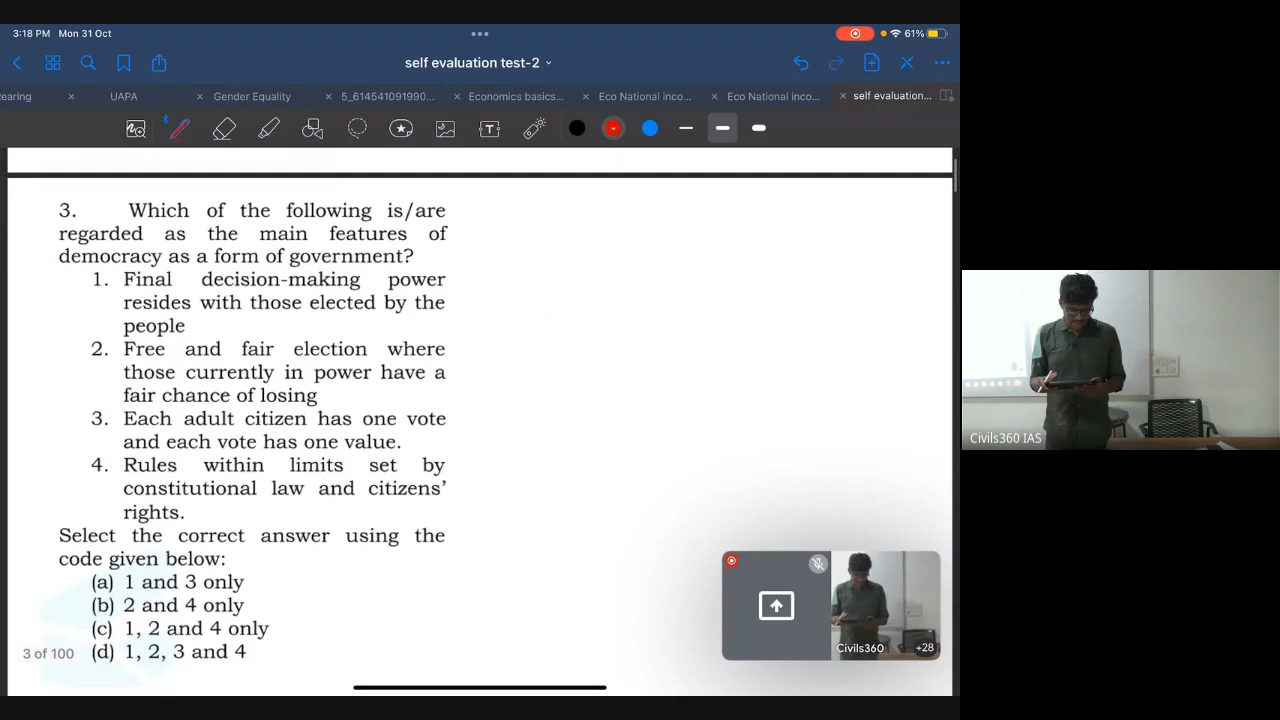 3:18 PM Mon 31 Oct
61%
self evaluation test-2
earing
UAPA
Gender Equality
5_614541091990...
Economics basics...
Eco National inco...
Eco National inco...
self evaluation...
3. Which of the following is/are
regarded as the main features of
democracy as a form of government?
1. Final decision-making power
resides with those elected by the
people
2. Free and fair election where
those currently in power have a
fair chance of losing
3. Each adult citizen has one vote
and each vote has one value.
4. Rules within limits set by
constitutional law and citizens'
rights.
Select the correct answer using the
code given below:
(a) 1 and 3 only
(b) 2 and 4 only
(c) 1, 2 and 4 only
(d) 1, 2, 3 and 4
3 of 100
Civils360
+28
Civils360 IAS